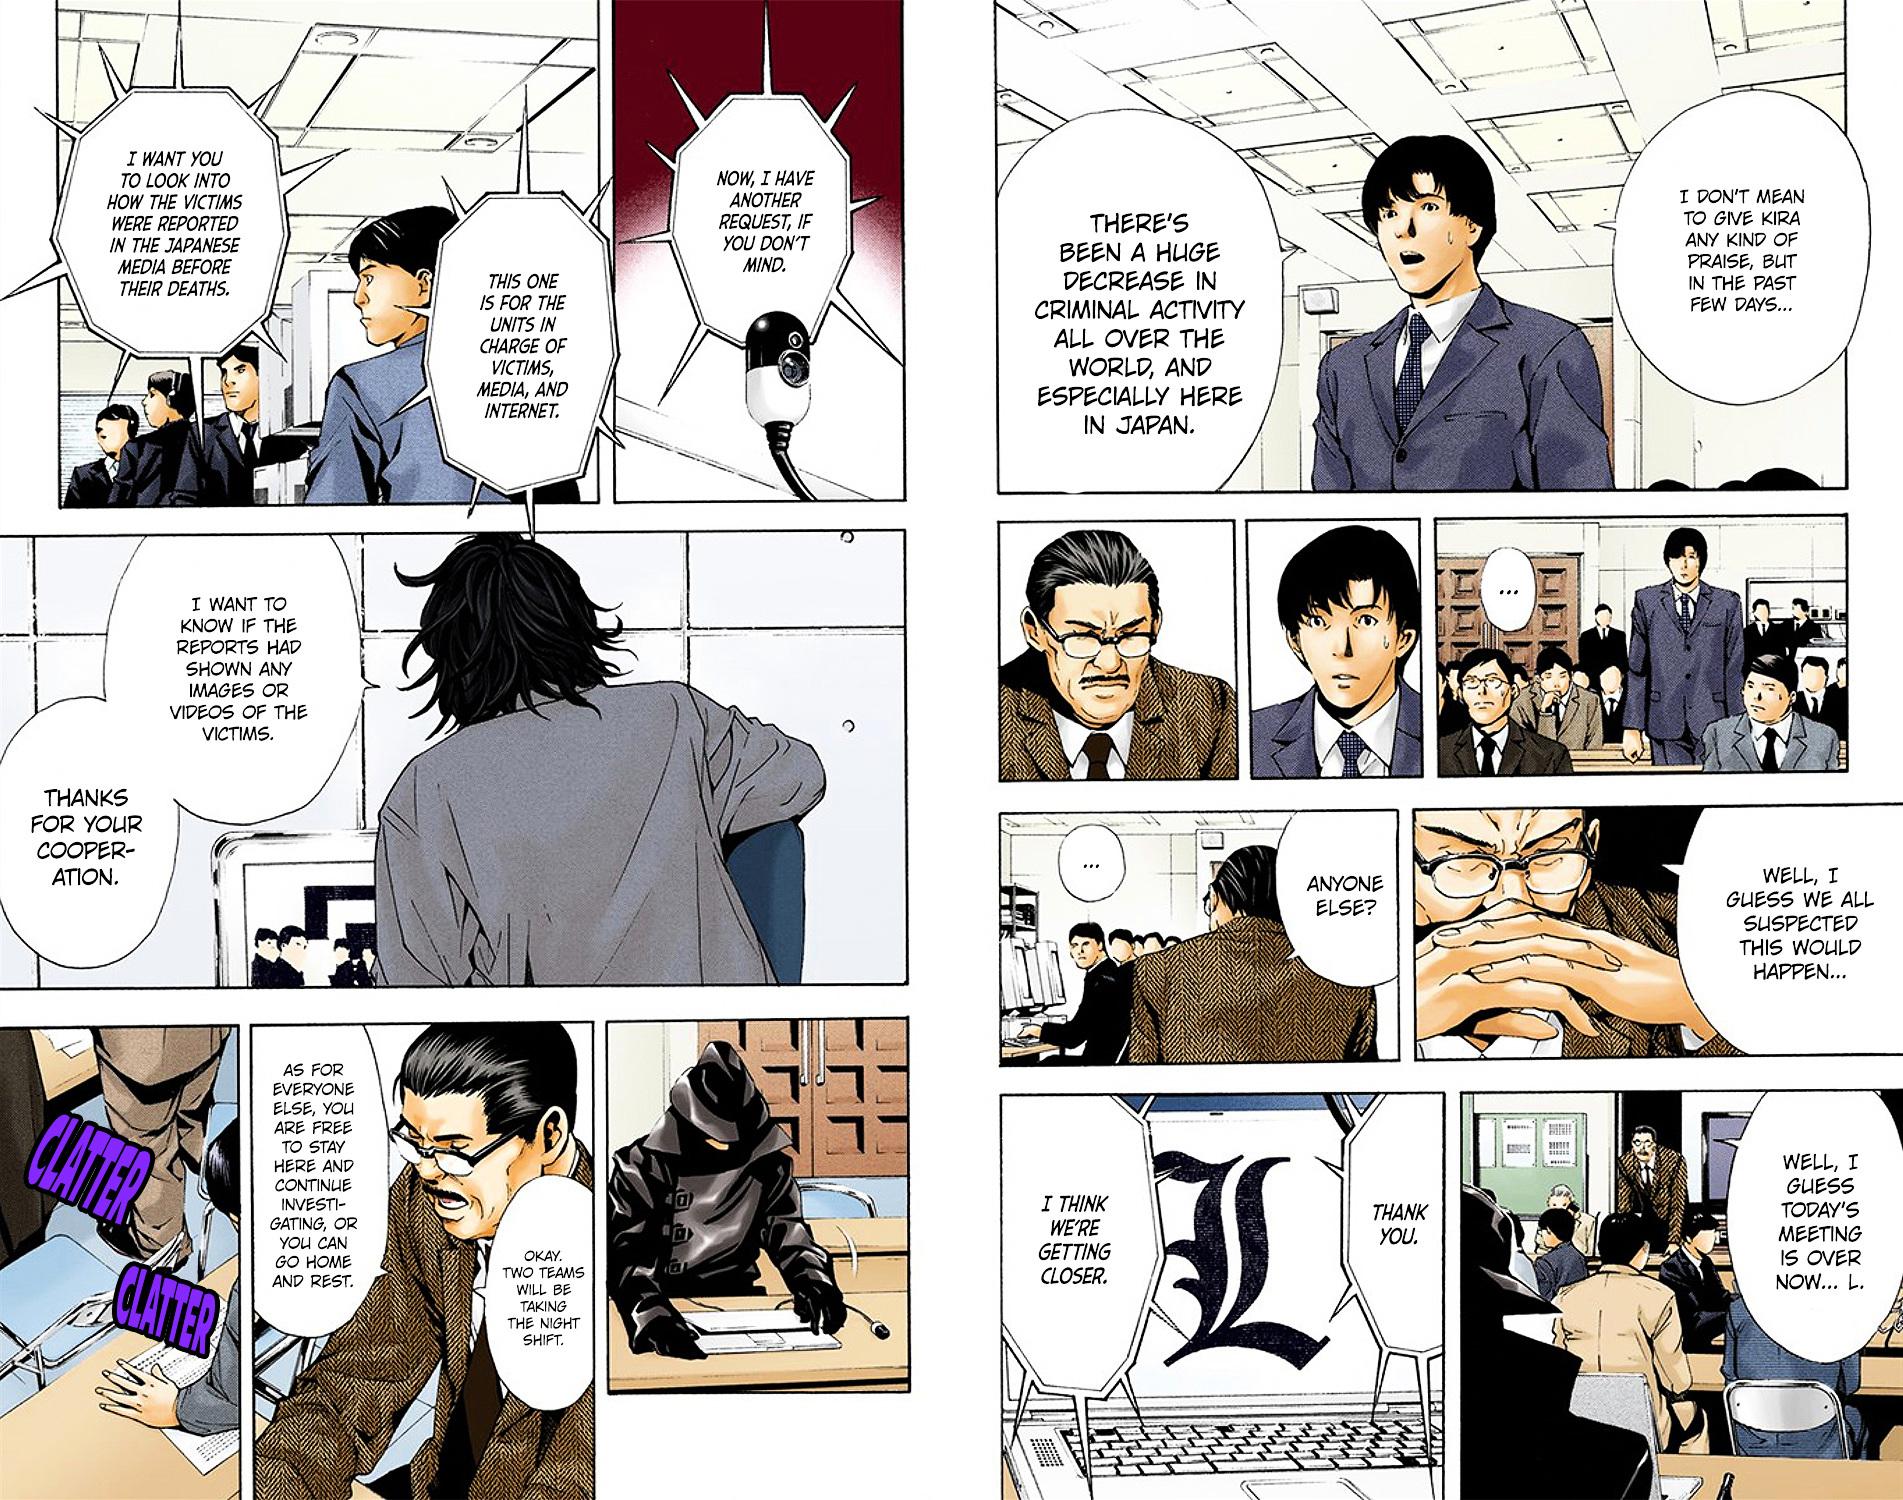 I DON'T MEAN
TO GIVE KIRA
ANY KIND OF
PRAISE, BUT
IN THE PAST
FEW DAYS...
THERE'S
BEEN A HUGE
DECREASE IN
CRIMINAL ACTIVITY
ALL OVER THE
WORLD, AND
ESPECIALLY HERE
IN JAPAN.
...
WELL, I
GUESS WE ALL
SUSPECTED
THIS WOULD
HAPPEN...
ANYONE
ELSE?
...
WELL, I
GUESS
TODAY'S
MEETING
IS OVER
NOW... L.
THANK
YOU.
L
I THINK
WE'RE
GETTING
CLOSER.
NOW, I HAVE
ANOTHER
REQUEST, IF
YOU DON'T
MIND.
THIS ONE
IS FOR THE
UNITS IN
CHARGE OF
VICTIMS,
MEDIA, AND
INTERNET.
I WANT YOU
TO LOOK INTO
HOW THE VICTIMS
WERE REPORTED
IN THE JAPANESE
MEDIA BEFORE
THEIR DEATHS.
I WANT TO
KNOW IF THE
REPORTS HAD
SHOWN ANY
IMAGES OR
VIDEOS OF THE
VICTIMS.
THANKS
FOR YOUR
COOPER-
ATION.
OKAY.
TWO TEAMS
WILL BE
TAKING
THE NIGHT
SHIFT.
AS FOR
EVERYONE
ELSE, YOU
ARE FREE
TO STAY
HERE AND
CONTINUE
INVESTI-
GATING, OR
YOU CAN
GO HOME
AND REST.
CLATTER
CLATTER